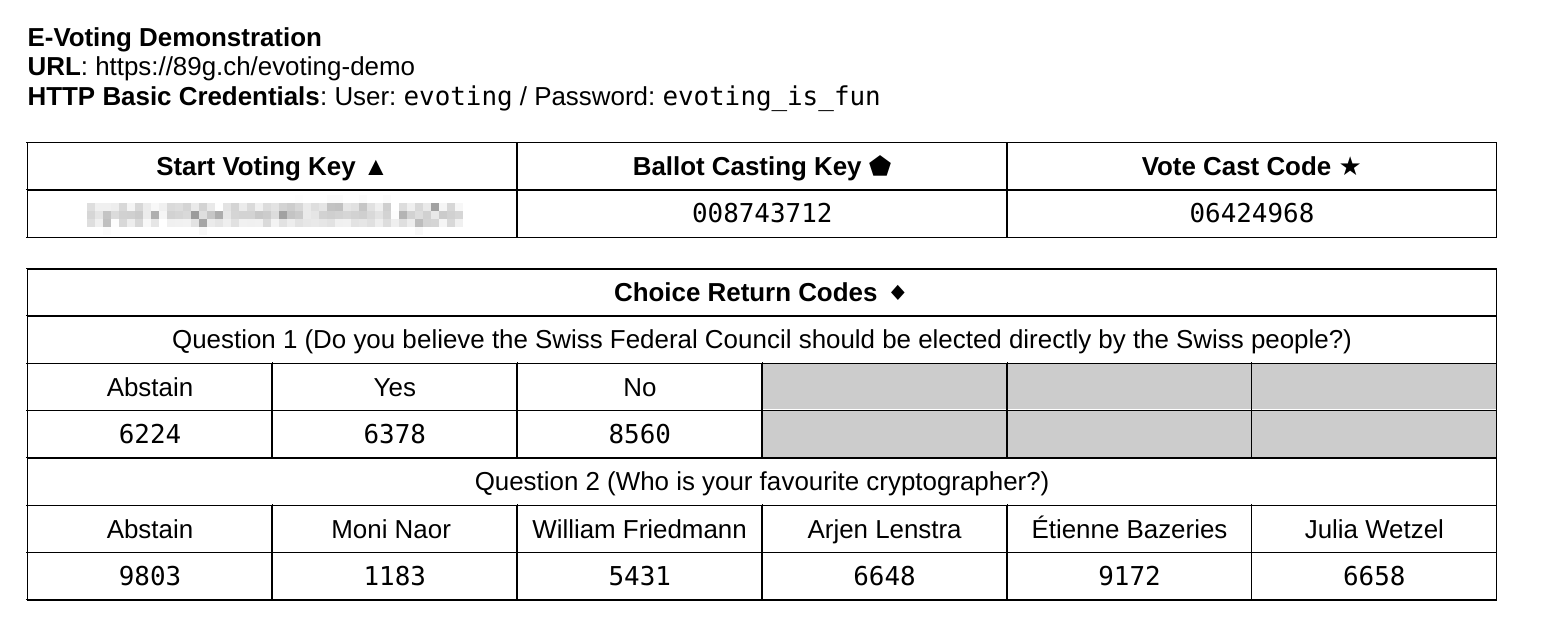 E-Voting Demonstration
URL: https://89g.ch/evoting-demo
HTTP Basic Credentials: User: evoting / Password: evoting_is_fun
Start Voting Key ▲ Ballot Casting Key ⬟ Vote Cast Code ★
008743712 06424968
Choice Return Codes ♦
Question 1 (Do you believe the Swiss Federal Council should be elected directly by the Swiss people?)
Abstain Yes No
6224 6378 8560
Question 2 (Who is your favourite cryptographer?)
Abstain Moni Naor William Friedmann Arjen Lenstra Étienne Bazeries Julia Wetzel
9803 1183 5431 6648 9172 6658